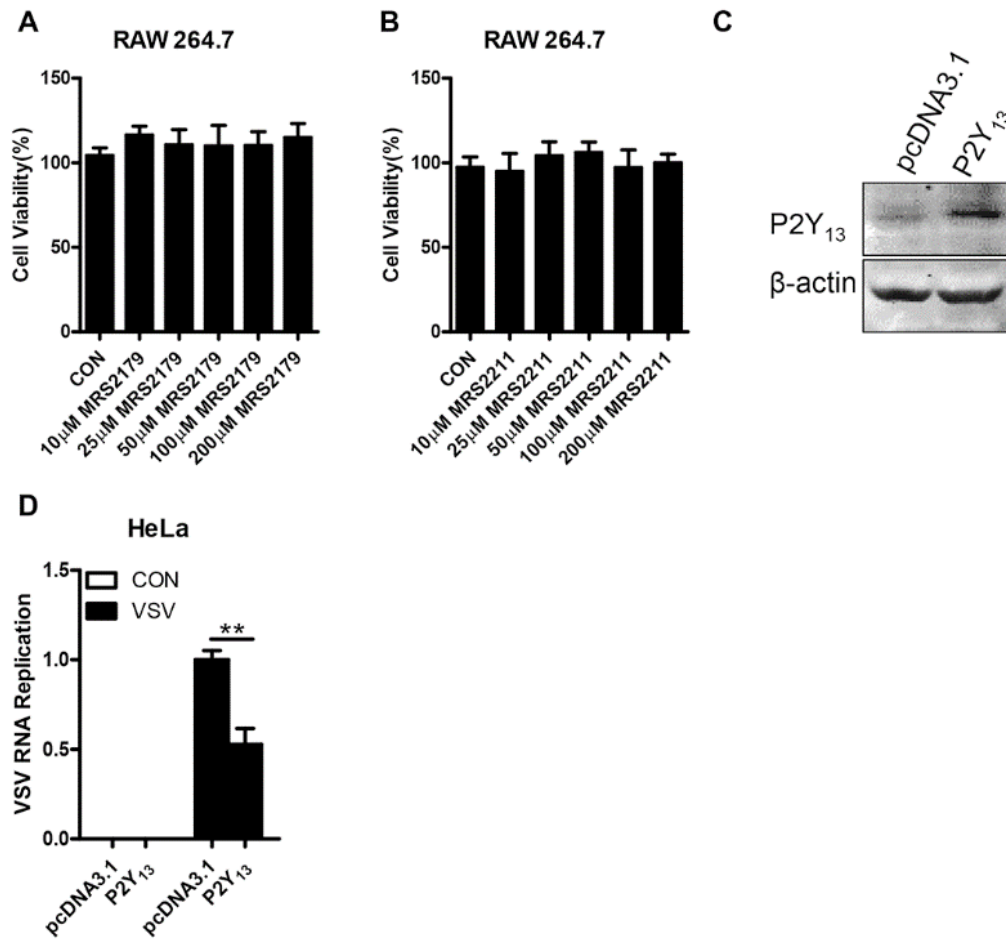 A
RAW 264.7
Cell Viability(%)
150
100
50
0
CON
10μM MRS2179
25μM MRS2179
50μM MRS2179
100μM MRS2179
200μM MRS2179
B
RAW 264.7
Cell Viability(%)
150
100
50
0
CON
10μM MRS2211
25μM MRS2211
50μM MRS2211
100μM MRS2211
200μM MRS2211
C
pcDNA3.1
P2Y₁₃
P2Y₁₃
β-actin
D
HeLa
VSV RNA Replication
1.5
1.0
0.5
0.0
CON
VSV
**
pcDNA3.1
P2Y₁₃
pcDNA3.1
P2Y₁₃